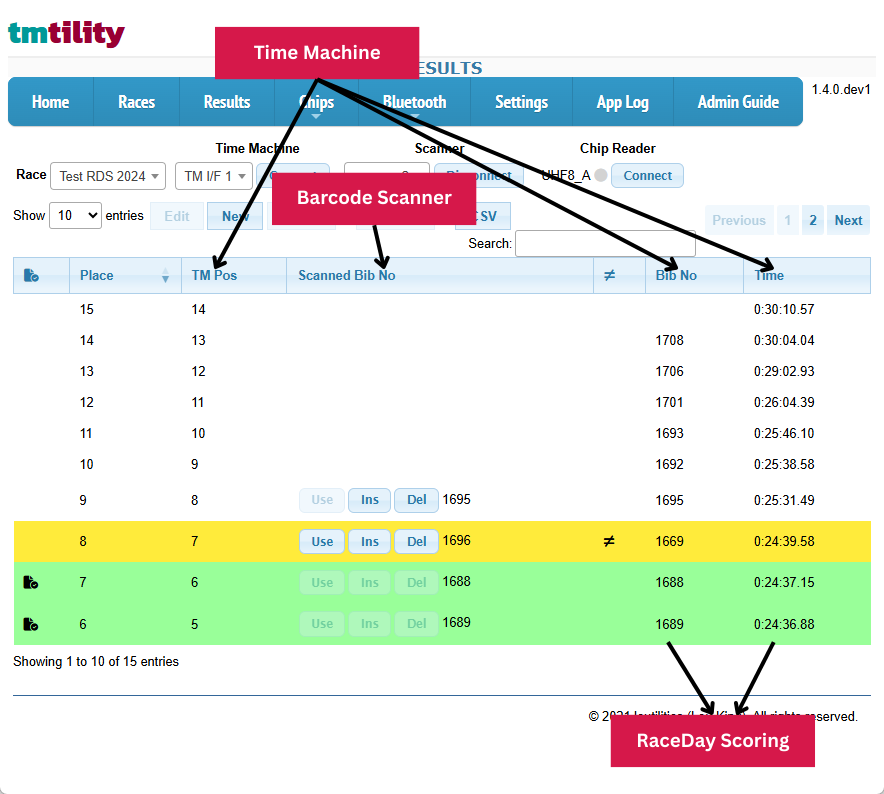 tmtility
Time Machine
ESULTS
Home Races Results Chips Bluetooth Settings App Log Admin Guide
1.4.0.dev1
Time Machine Scanner Chip Reader
Race Test RDS 2024 TM I/F 1 UHF8_A Connect
Barcode Scanner
Show 10 entries Edit New SV Previous 1 2 Next
Search:
Place TM Pos Scanned Bib No ≠ Bib No Time
15 14 0:30:10.57
14 13 1708 0:30:04.04
13 12 1706 0:29:02.93
12 11 1701 0:26:04.39
11 10 1693 0:25:46.10
10 9 1692 0:25:38.58
9 8 Use Ins Del 1695 1695 0:25:31.49
8 7 Use Ins Del 1696 ≠ 1669 0:24:39.58
7 6 Use Ins Del 1688 1688 0:24:37.15
6 5 Use Ins Del 1689 1689 0:24:36.88
Showing 1 to 10 of 15 entries
© All rights reserved.
RaceDay Scoring